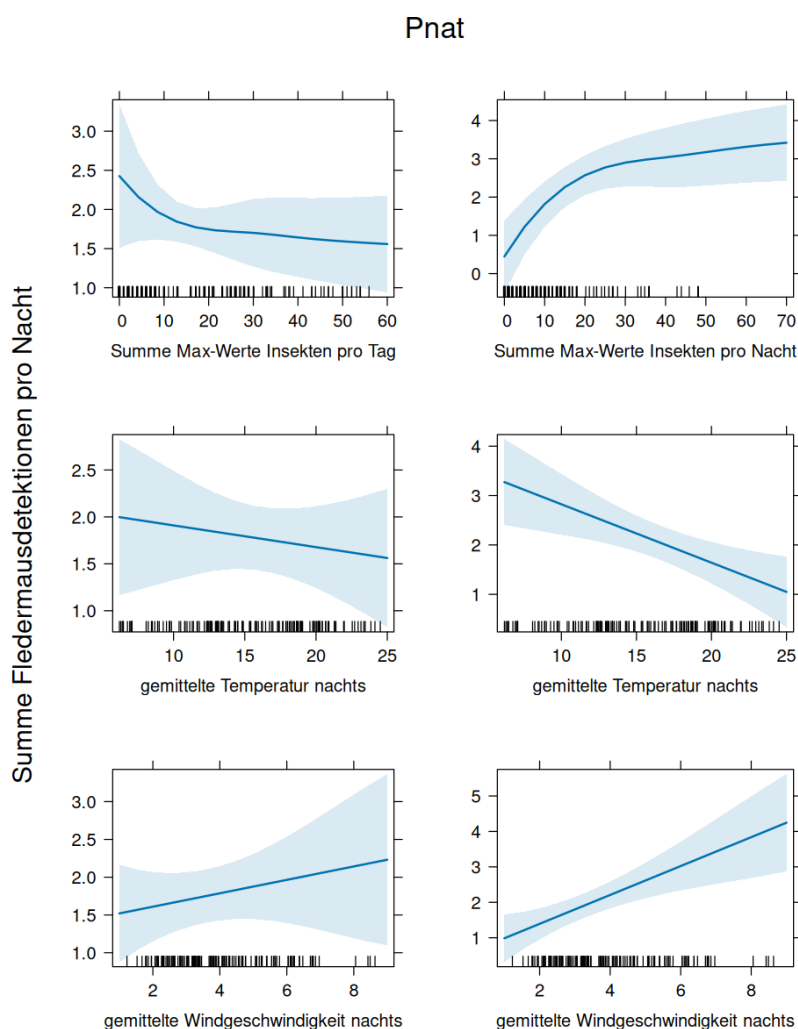 Pnat
Summe Fledermausdetektionen pro Nacht
3.0
2.5
2.0
1.5
1.0
0 10 20 30 40 50 60
Summe Max-Werte Insekten pro Tag
4
3
2
1
0
0 10 20 30 40 50 60 70
Summe Max-Werte Insekten pro Nacht
2.5
2.0
1.5
1.0
10 15 20 25
gemittelte Temperatur nachts
4
3
2
1
10 15 20 25
gemittelte Temperatur nachts
3.0
2.5
2.0
1.5
1.0
2 4 6 8
gemittelte Windgeschwindigkeit nachts
5
4
3
2
1
2 4 6 8
gemittelte Windgeschwindigkeit nachts